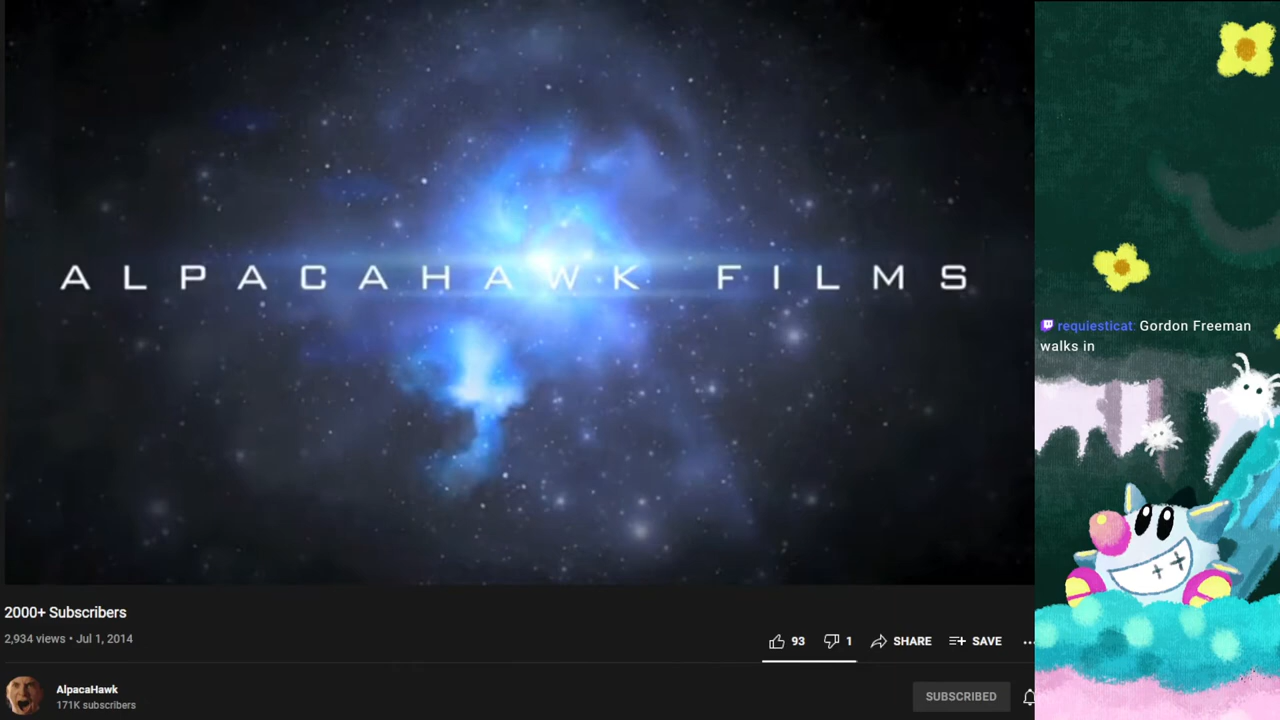 ALPACAHAWK FILMS
requiesticat: Gordon Freeman
walks in
2000+ Subscribers
2,934 views • Jul 1, 2014
93
1
SHARE
SAVE
AlpacaHawk
171K subscribers
SUBSCRIBED